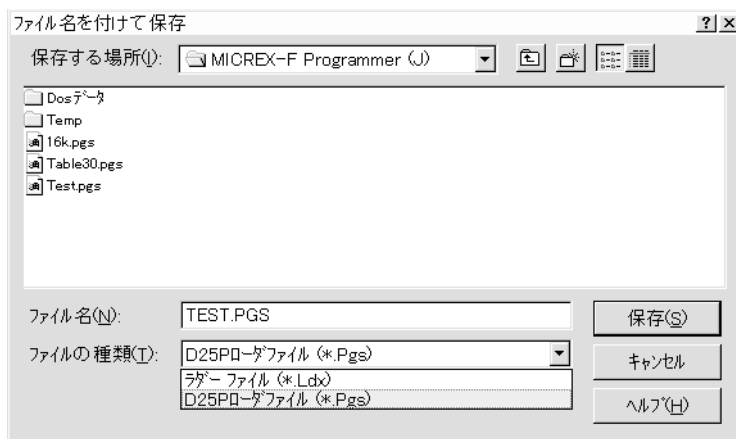 ファイル名を付けて保存
保存する場所(I):
MICREX-F Programmer (J)
Dosデータ
Temp
16k.pgs
Table30.pgs
Test.pgs
ファイル名(N):
TEST.PGS
保存(S)
ファイルの種類(T):
D25Pローダファイル (*.Pgs)
キャンセル
ラダー ファイル (*.Ldx)
D25Pローダファイル (*.Pgs)
ヘルプ(H)